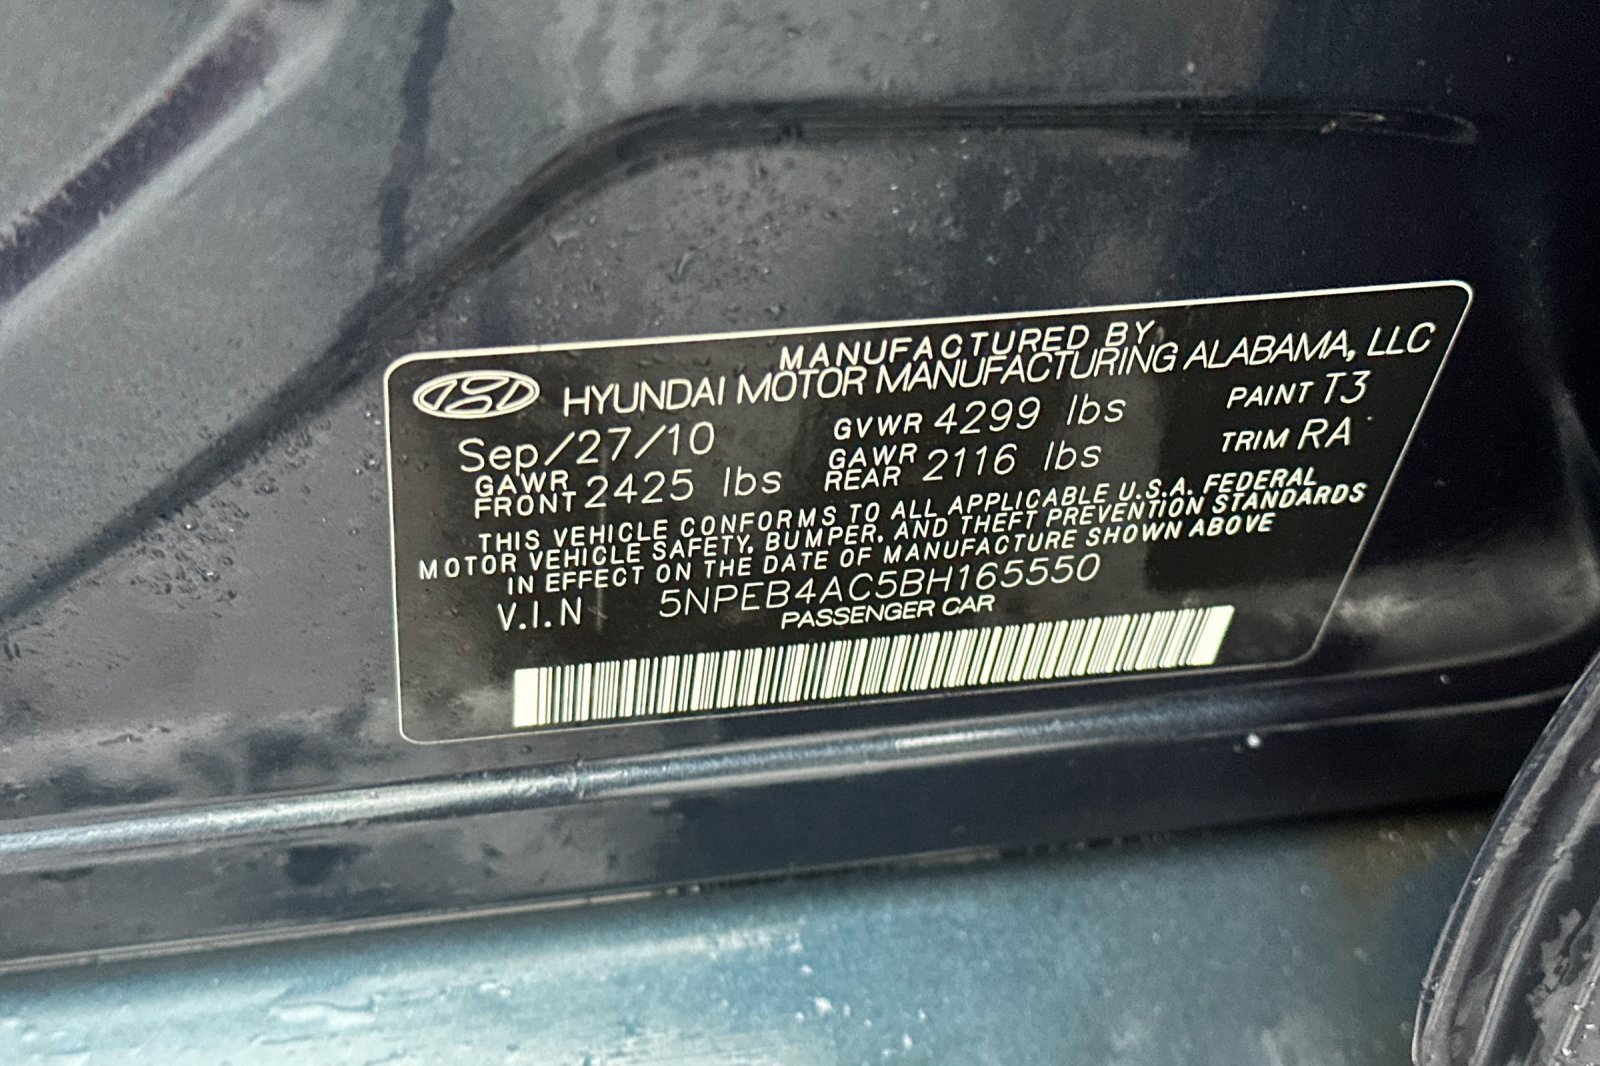 MANUFACTURED BY
HYUNDAI MOTOR MANUFACTURING ALABAMA, LLC
Sep/27/10 GVWR 4299 lbs PAINT T3
GAWR FRONT 2425 lbs GAWR REAR 2116 lbs TRIM RA
THIS VEHICLE CONFORMS TO ALL APPLICABLE U.S.A. FEDERAL
MOTOR VEHICLE SAFETY, BUMPER, AND THEFT PREVENTION STANDARDS
IN EFFECT ON THE DATE OF MANUFACTURE SHOWN ABOVE
V.I.N 5NPEB4AC5BH165550
PASSENGER CAR